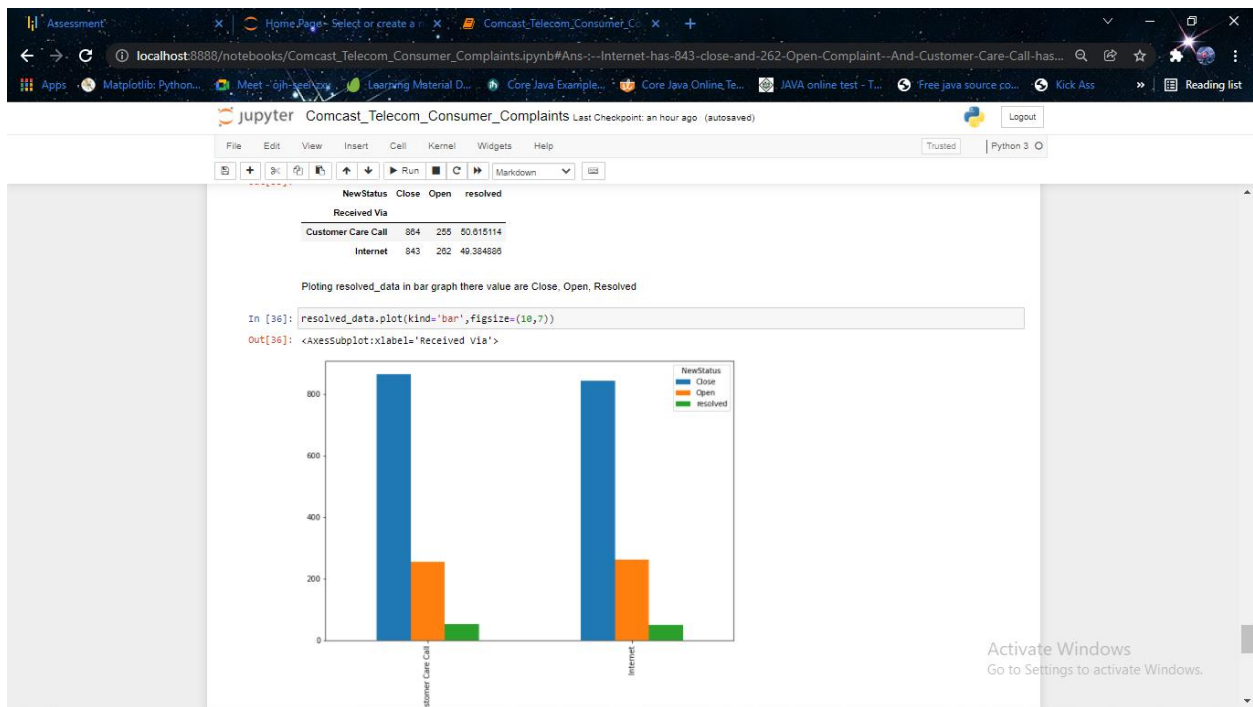 Assessment
Home Page - Select or create a n
Comcast_Telecom_Consumer_Co
localhost:8888/notebooks/Comcast_Telecom_Consumer_Complaints.ipynb#Ans-:--Internet-has-843-close-and-262-Open-Complaint--And-Customer-Care-Call-has...
Apps
Matplotlib: Python...
Meet -
Learning Material D...
Core Java Example...
Core Java Online Te...
JAVA online test - T...
Free java source co...
Kick Ass
»
Reading list
jupyter Comcast_Telecom_Consumer_Complaints Last Checkpoint: an hour ago (autosaved)
Logout
File Edit View Insert Cell Kernel Widgets Help
Trusted Python 3
Run Markdown
NewStatus Close Open resolved
Received Via
Customer Care Call 864 255 50.615114
Internet 843 262 49.384886
Ploting resolved_data in bar graph there value are Close, Open, Resolved
In [36]: resolved_data.plot(kind='bar',figsize=(10,7))
Out[36]: <AxesSubplot:xlabel='Received Via'>
NewStatus
Close
Open
resolved
800
600
400
200
0
stomer Care Call
Internet
Activate Windows
Go to Settings to activate Windows.